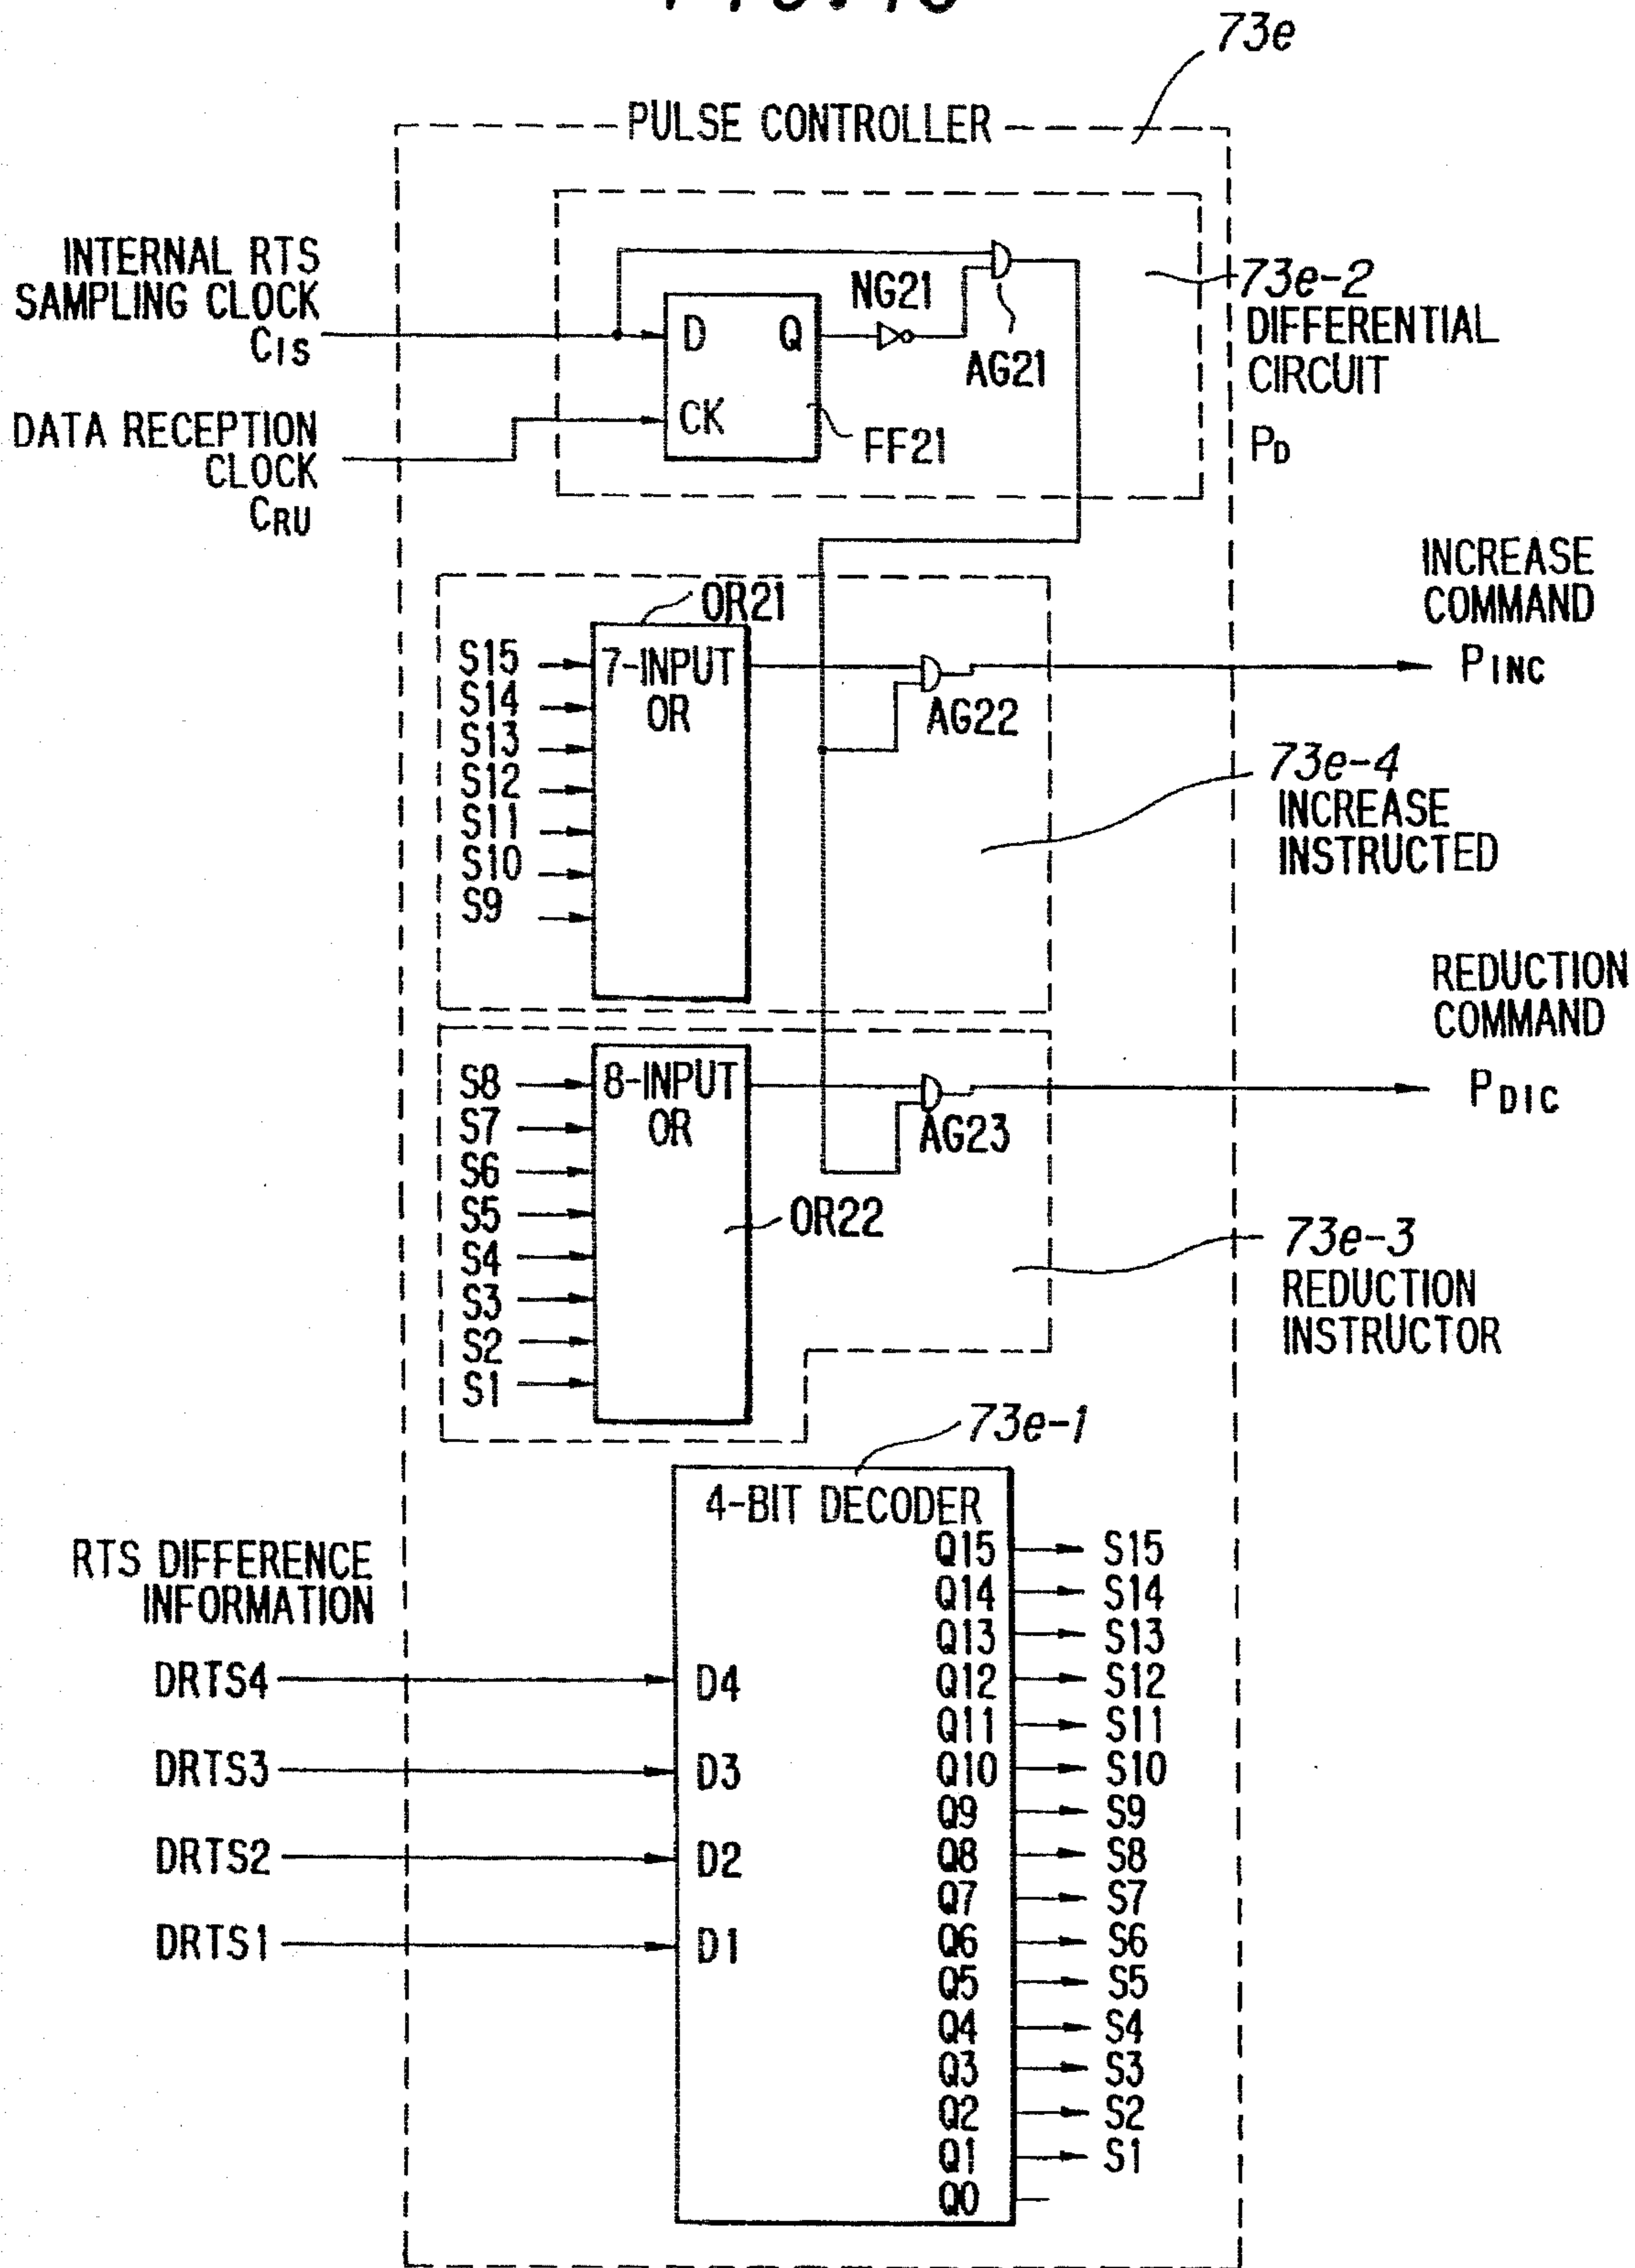 73e
PULSE CONTROLLER
INTERNAL RTS
SAMPLING CLOCK
CIS
DATA RECEPTION
CLOCK
CRU
D Q
CK
NG21
AG21
FF21
73e-2
DIFFERENTIAL
CIRCUIT
PD
INCREASE
COMMAND
PINC
OR21
7-INPUT
OR
S15
S14
S13
S12
S11
S10
S9
AG22
73e-4
INCREASE
INSTRUCTED
REDUCTION
COMMAND
PDIC
8-INPUT
OR
S8
S7
S6
S5
S4
S3
S2
S1
AG23
OR22
73e-3
REDUCTION
INSTRUCTOR
73e-1
4-BIT DECODER
RTS DIFFERENCE
INFORMATION
DRTS4
DRTS3
DRTS2
DRTS1
D4
D3
D2
D1
Q15 S15
Q14 S14
Q13 S13
Q12 S12
Q11 S11
Q10 S10
Q9 S9
Q8 S8
Q7 S7
Q6 S6
Q5 S5
Q4 S4
Q3 S3
Q2 S2
Q1 S1
Q0